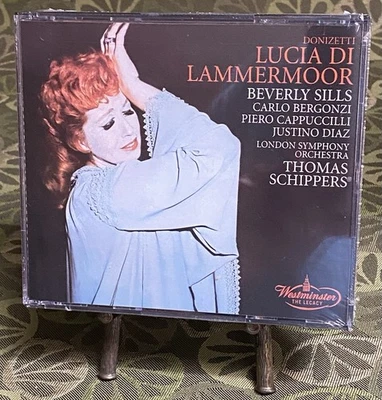 DONIZETTI
LUCIA DI
LAMMERMOOR
BEVERLY SILLS
CARLO BERGONZI
PIERO CAPPUCCILLI
JUSTINO DIAZ
LONDON SYMPHONY
ORCHESTRA
THOMAS
SCHIPPERS
Westminster
THE LEGACY